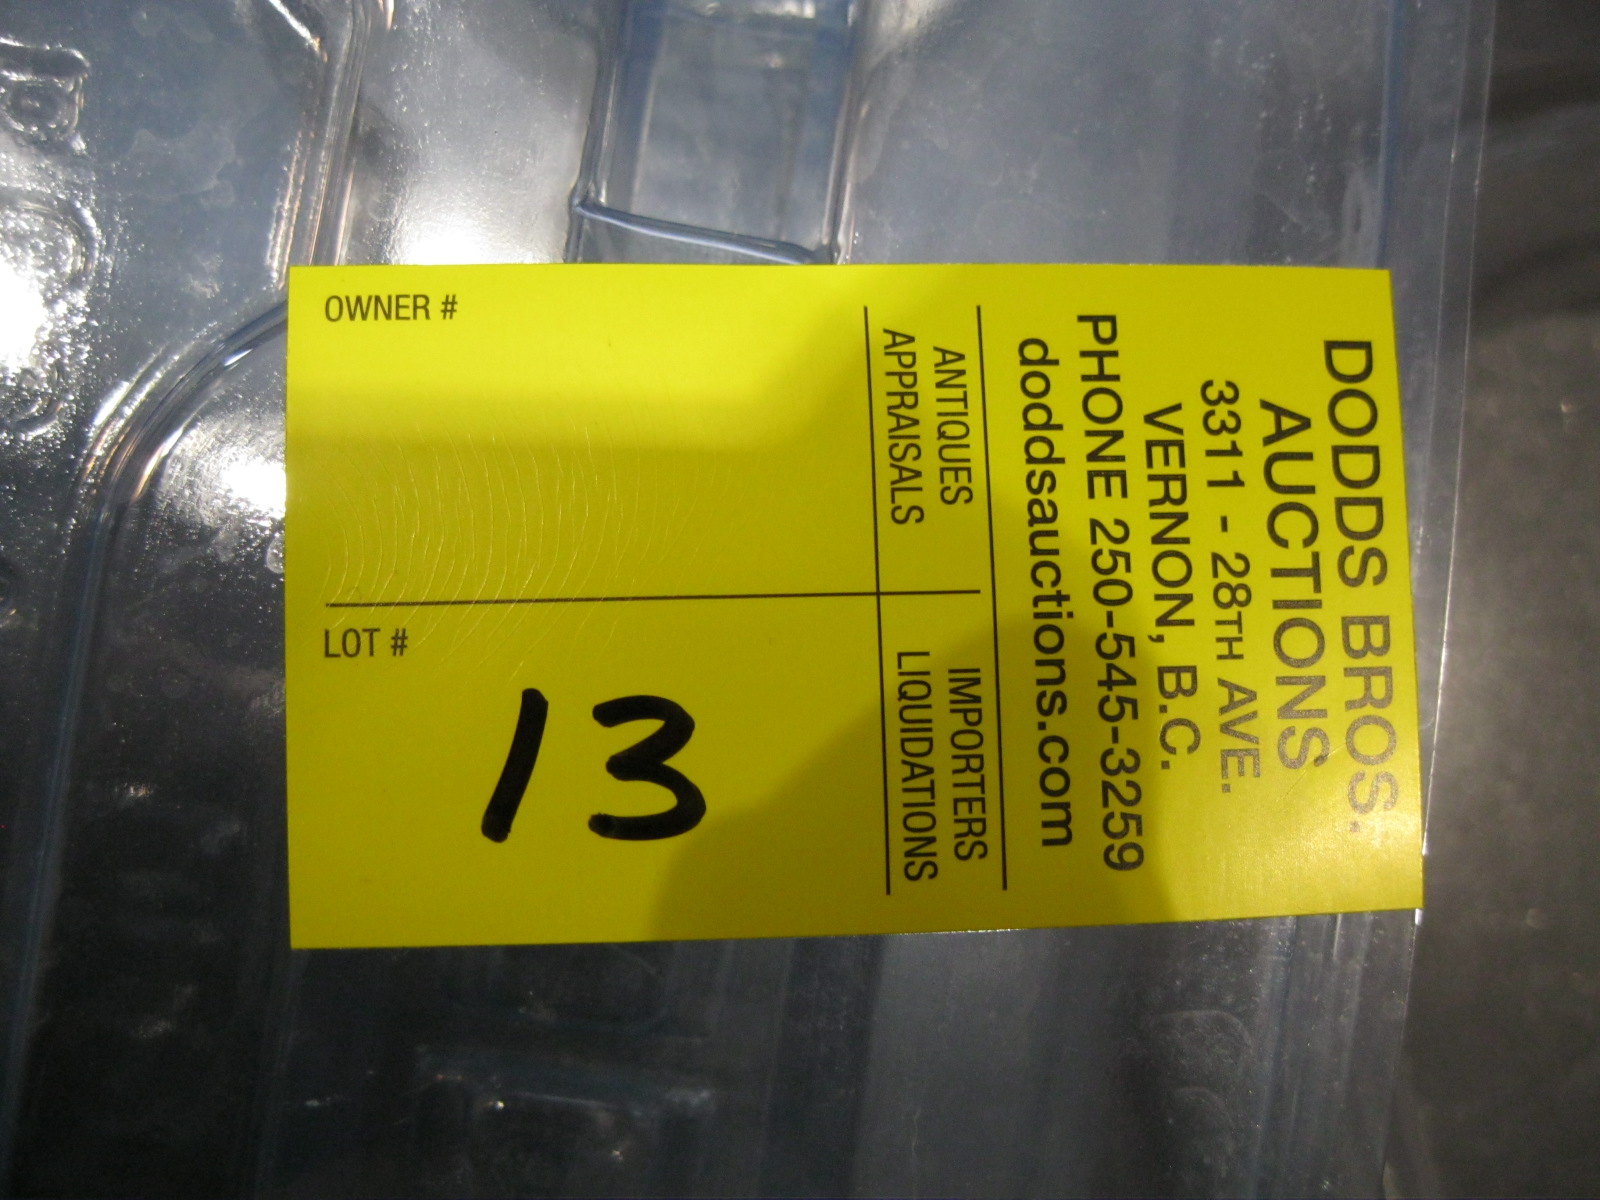 DODDS BROS.
AUCTIONS
3311 - 28TH AVE.
VERNON, B.C.
PHONE 250-545-3259
doddsauctions.com
ANTIQUES
APPRAISALS
IMPORTERS
LIQUIDATIONS
OWNER #
LOT #
13